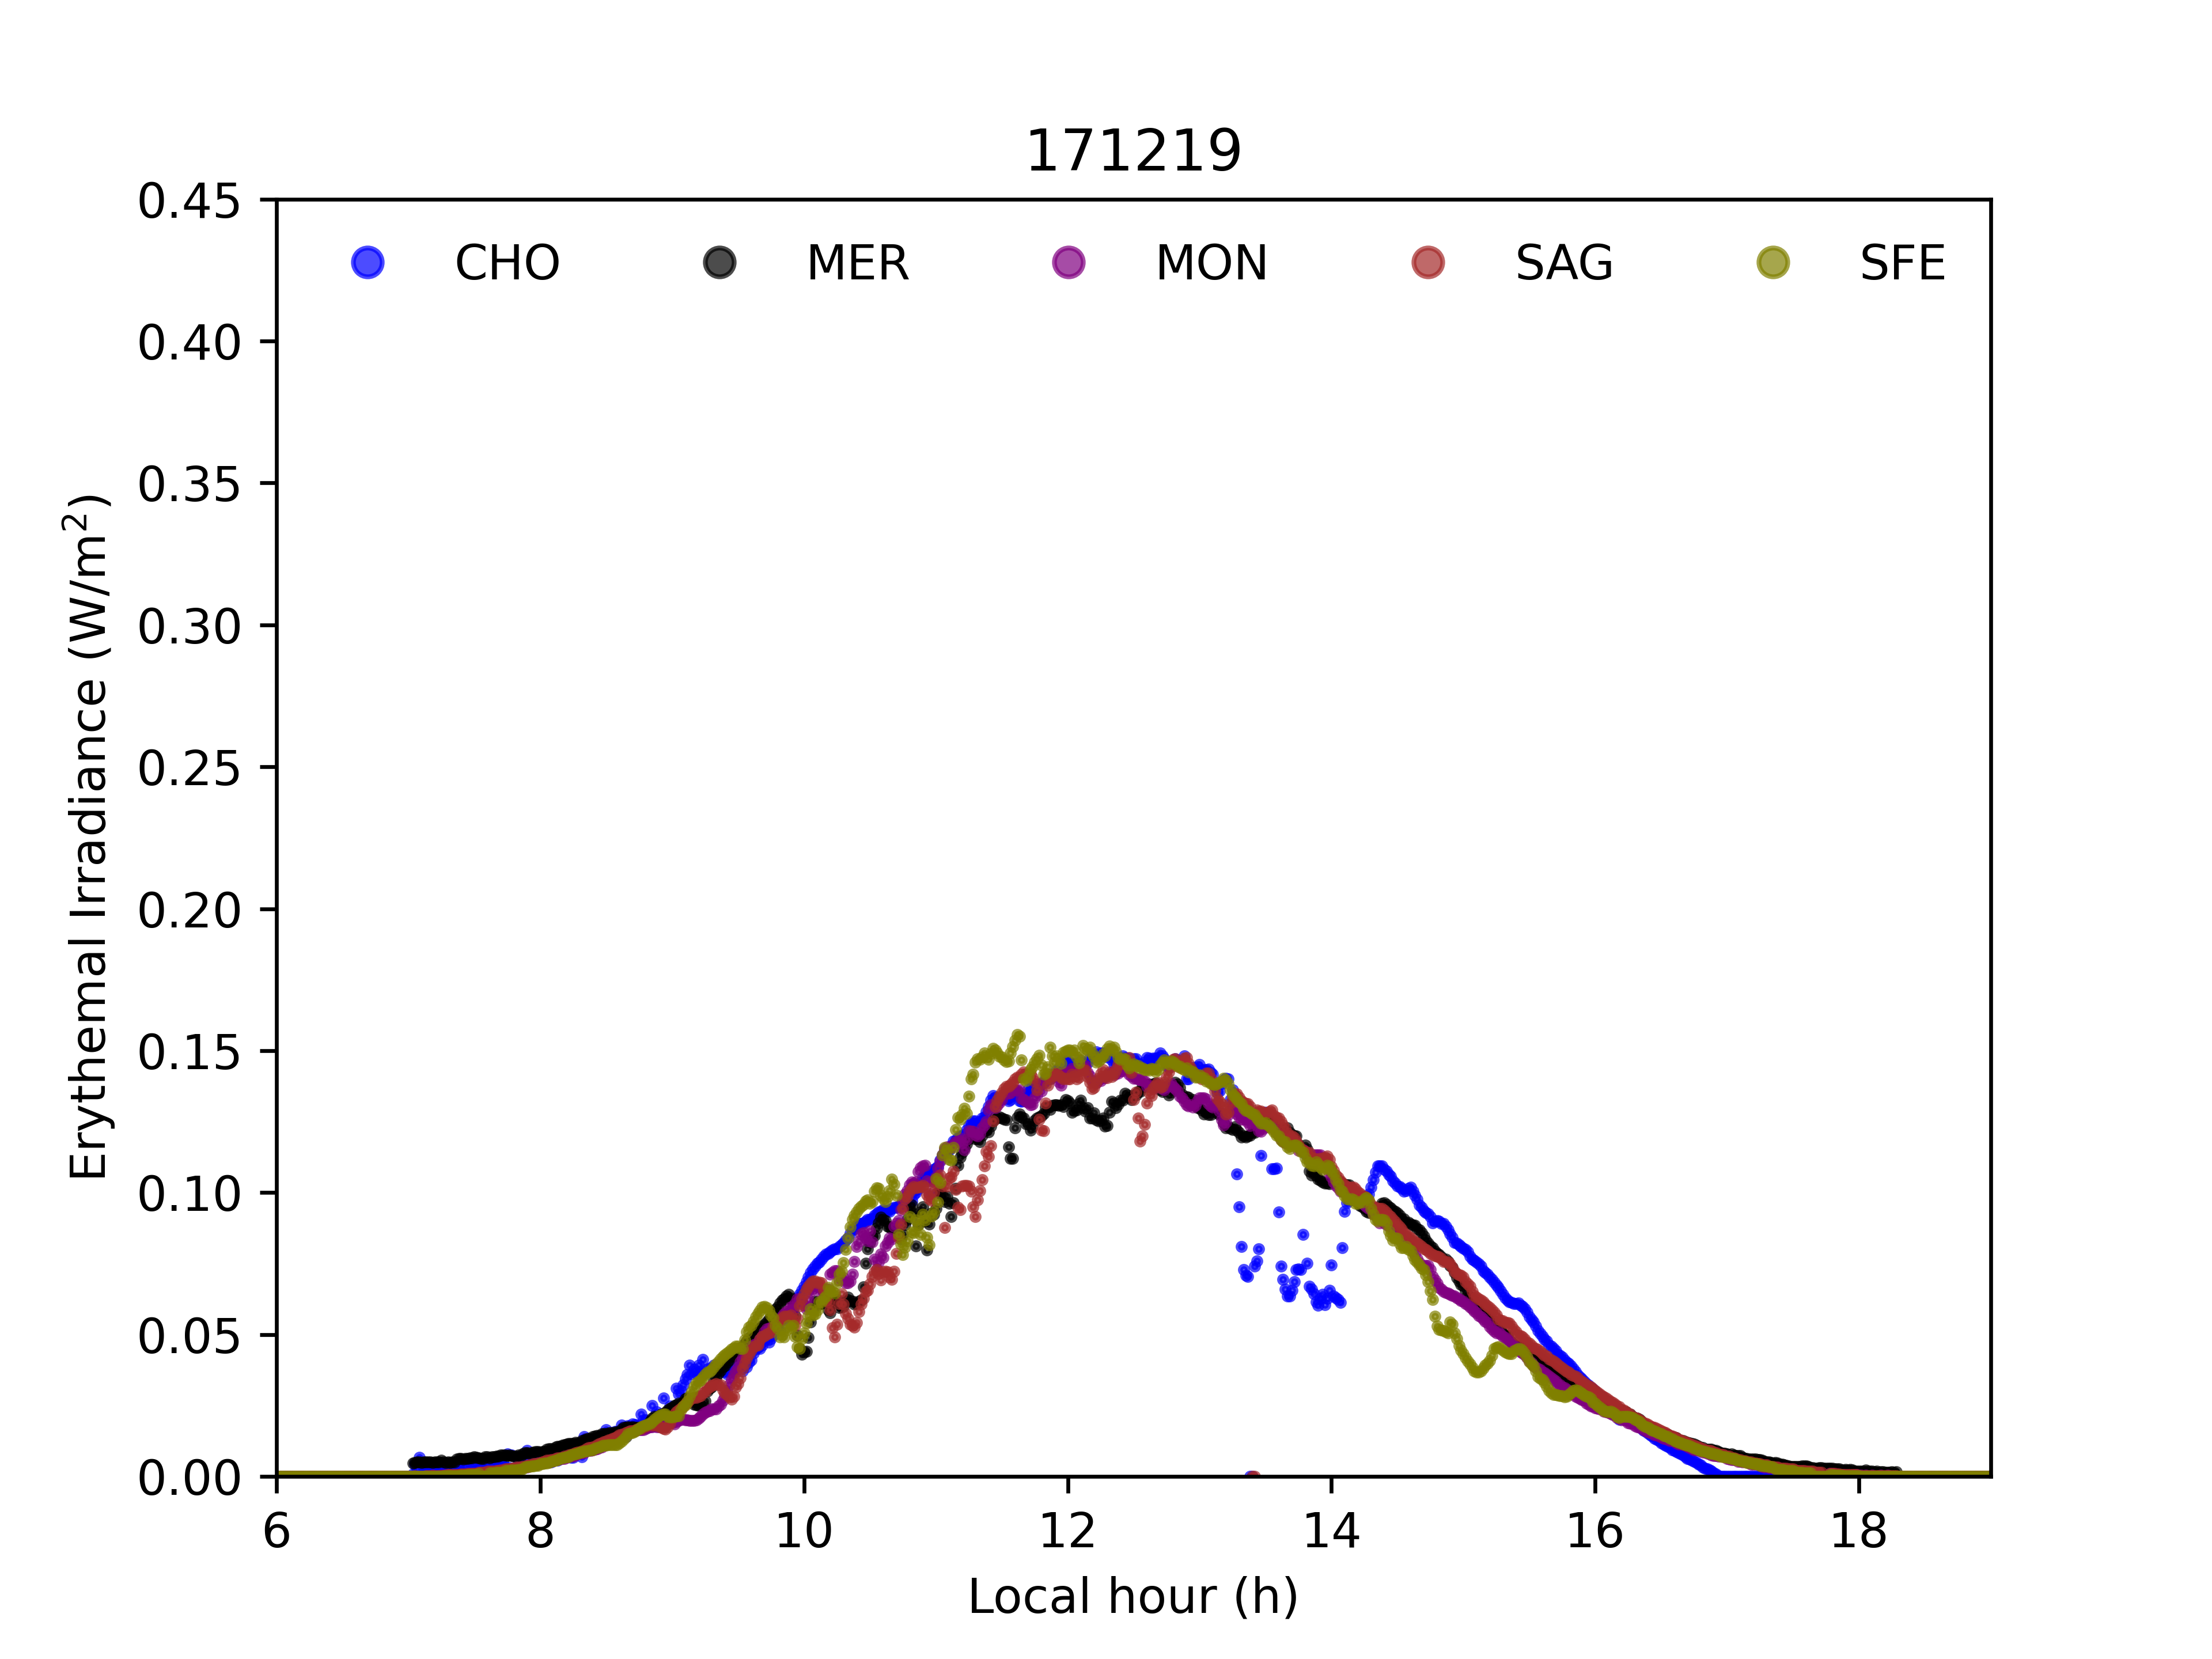 171219
CHO MER MON SAG SFE
0.45
0.40
0.35
0.30
0.25
0.20
0.15
0.10
0.05
0.00
Erythemal Irradiance (W/m²)
6 8 10 12 14 16 18
Local hour (h)